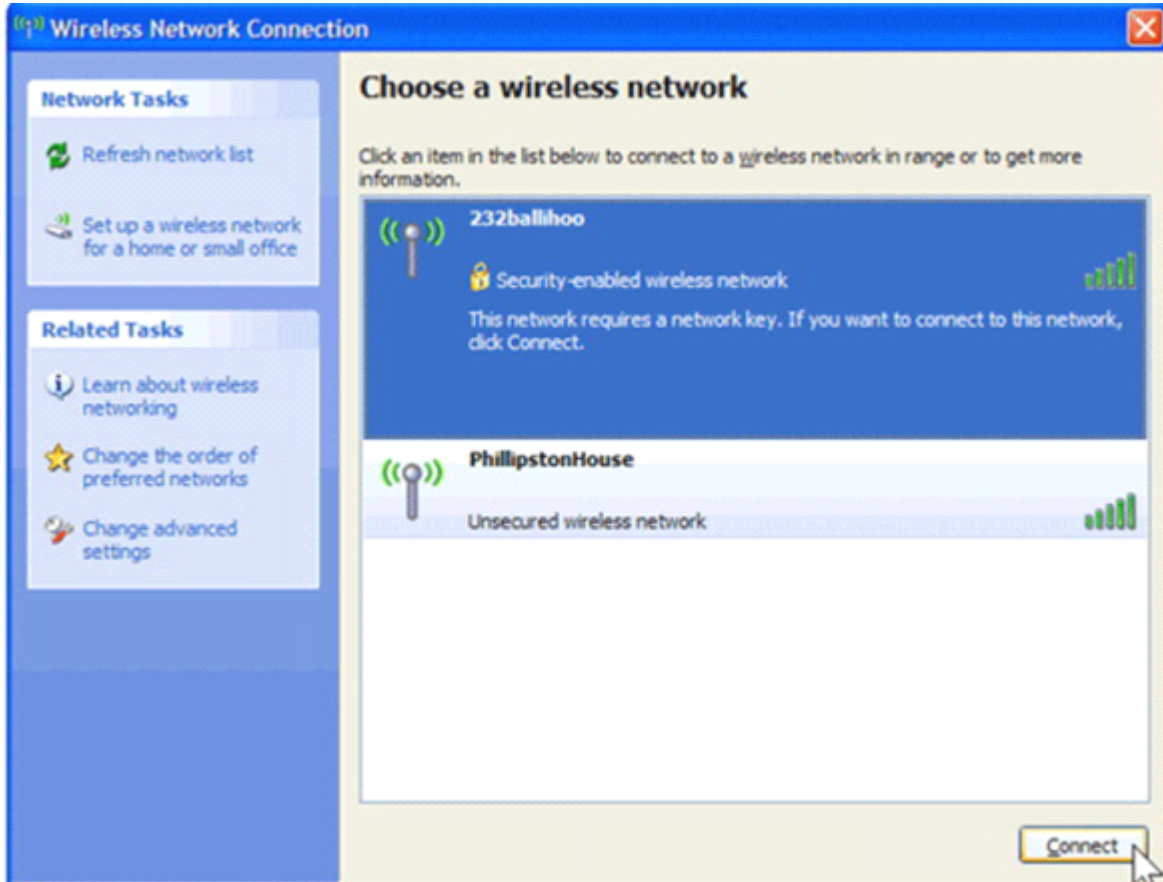 Wireless Network Connection
Network Tasks
Refresh network list
Set up a wireless network
for a home or small office
Related Tasks
Learn about wireless
networking
Change the order of
preferred networks
Change advanced
settings
Choose a wireless network
Click an item in the list below to connect to a wireless network in range or to get more
information.
232ballihoo
Security-enabled wireless network
This network requires a network key. If you want to connect to this network,
click Connect.
PhillipstonHouse
Unsecured wireless network
Connect